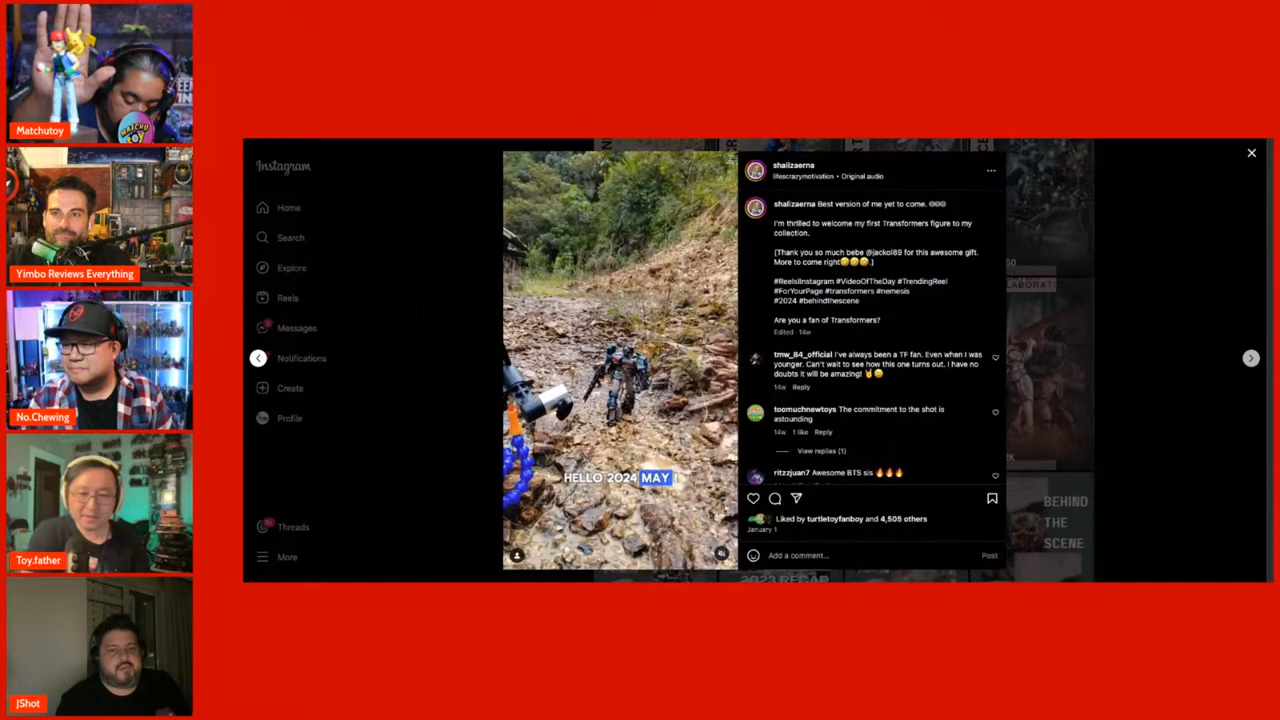 MATCHU
TOY
Matchutoy
Yimbo Reviews Everything
No.Chewing
Toy.father
JShot
Instagram
Home
Search
Explore
Reels
Messages
Notifications
Create
Profile
Threads
More
HELLO 2024 MAY I
shalizaerna
lifescrazymotivation • Original audio
shalizaerna Best version of me yet to come. 😍😍😍
I'm thrilled to welcome my first Transformers figure to my
collection.
(Thank you so much bebe @jackol89 for this awesome gift.
More to come right🤣🤣🤣.)
#ReelsIInstagram #VideoOfTheDay #TrendingReel
#ForYourPage #transformers #nemesis
#2024 #behindthescene
Are you a fan of Transformers?
Edited · 14w
tmw_84_official I've always been a TF fan. Even when I was
younger. Can't wait to see how this one turns out. I have no
doubts it will be amazing! 🤘😄
14w Reply
toomuchnewtoys The commitment to the shot is
astounding
14w 1 like Reply
View replies (1)
ritzzjuan7 Awesome BTS sis 🔥🔥🔥
Liked by turtletoyfanboy and 4,505 others
January 1
Add a comment...
Post
50
LABORATI
BEHIND
THE
SCENE
2023 RECAP